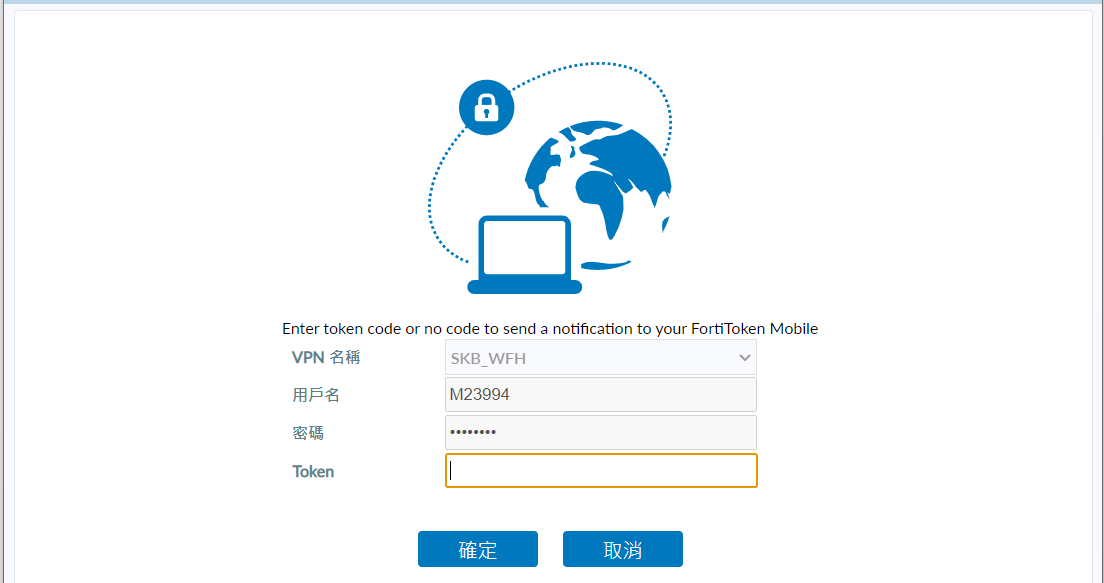 Enter token code or no code to send a notification to your FortiToken Mobile
VPN 名稱 SKB_WFH
用戶名 M23994
密碼 ••••••••
Token
確定 取消